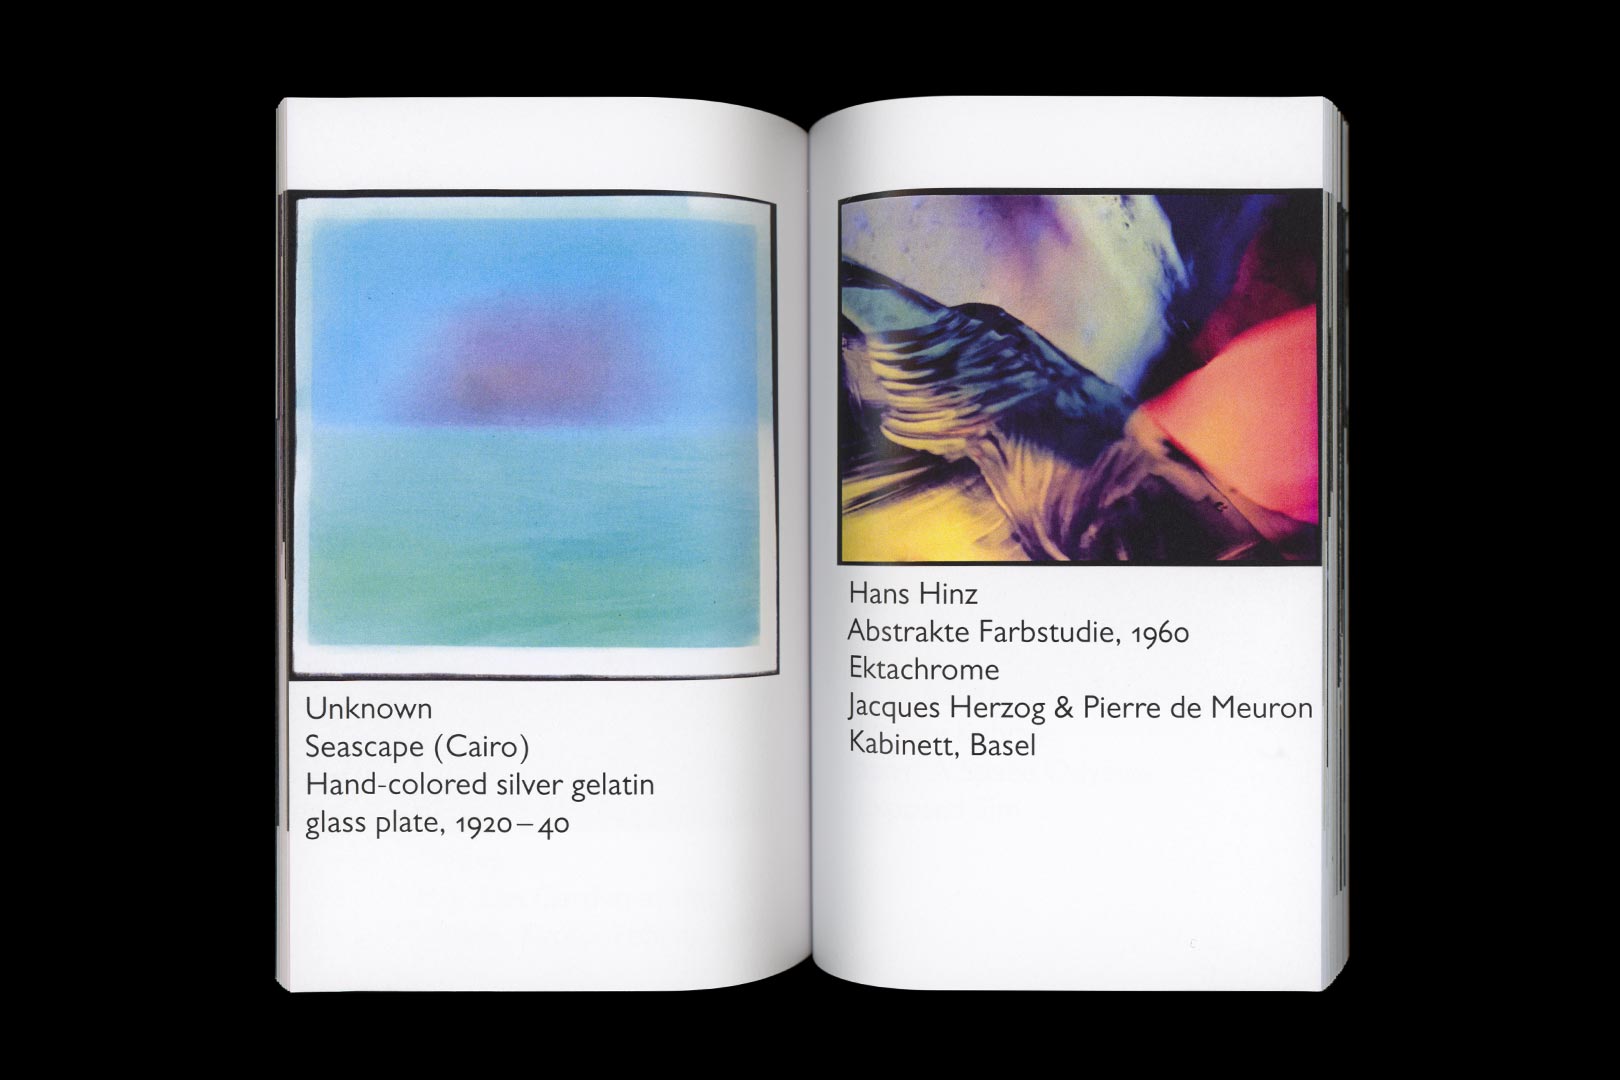 Unknown
Seascape (Cairo)
Hand-colored silver gelatin
glass plate, 1920–40
Hans Hinz
Abstrakte Farbstudie, 1960
Ektachrome
Jacques Herzog & Pierre de Meuron
Kabinett, Basel